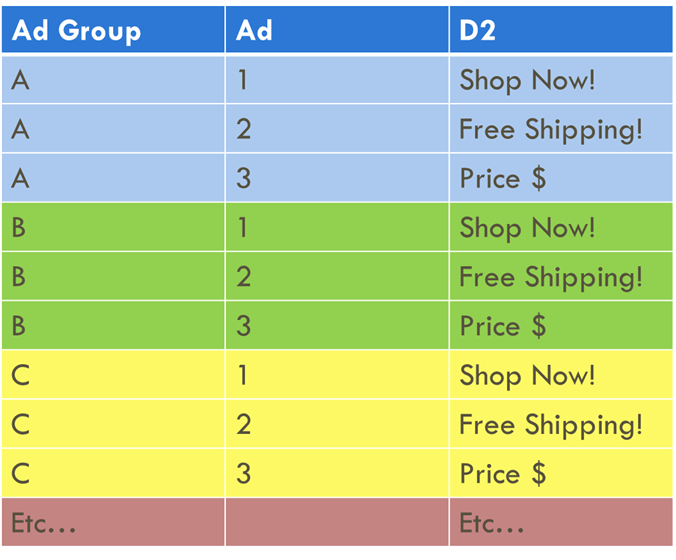 Ad Group Ad D2
A 1 Shop Now!
A 2 Free Shipping!
A 3 Price $
B 1 Shop Now!
B 2 Free Shipping!
B 3 Price $
C 1 Shop Now!
C 2 Free Shipping!
C 3 Price $
Etc… Etc…